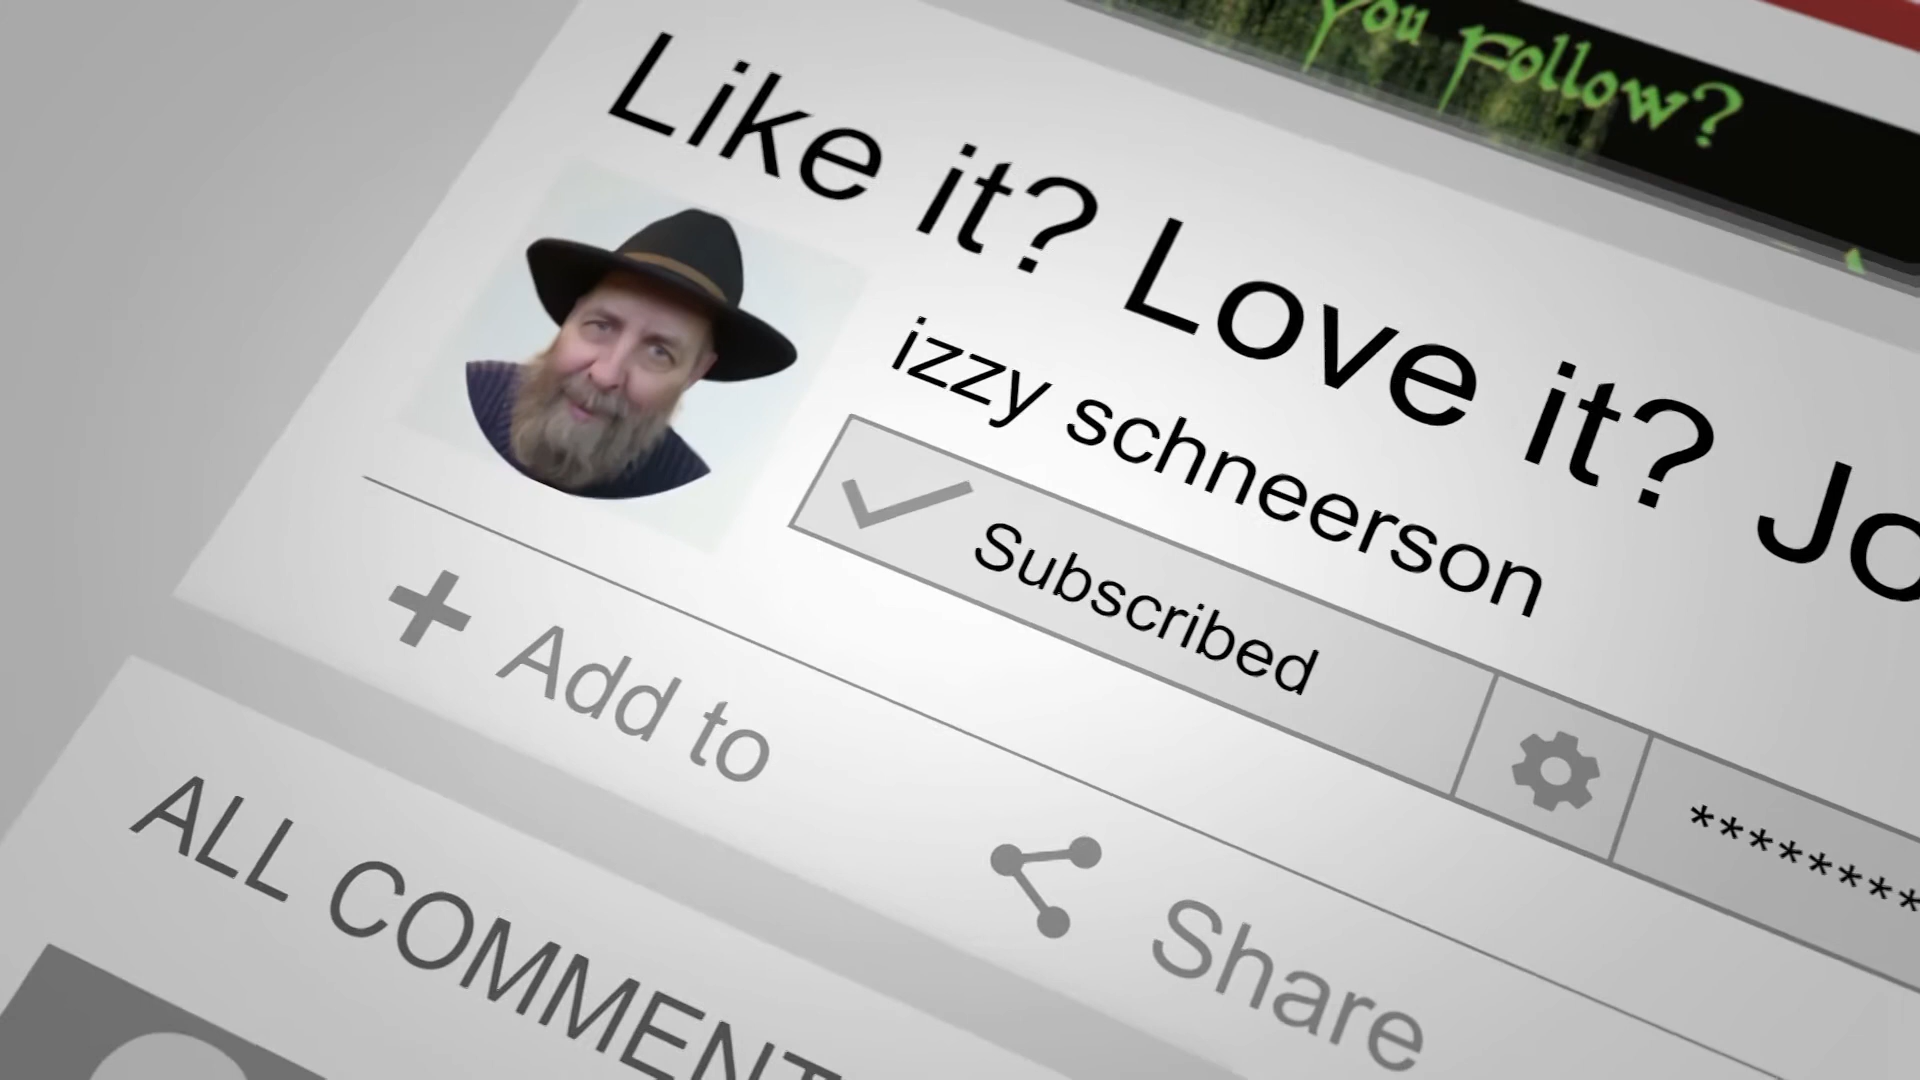 You Follow?
Like it? Love it? Jo
izzy schneerson
Subscribed
********
Add to
Share
ALL COMMENT